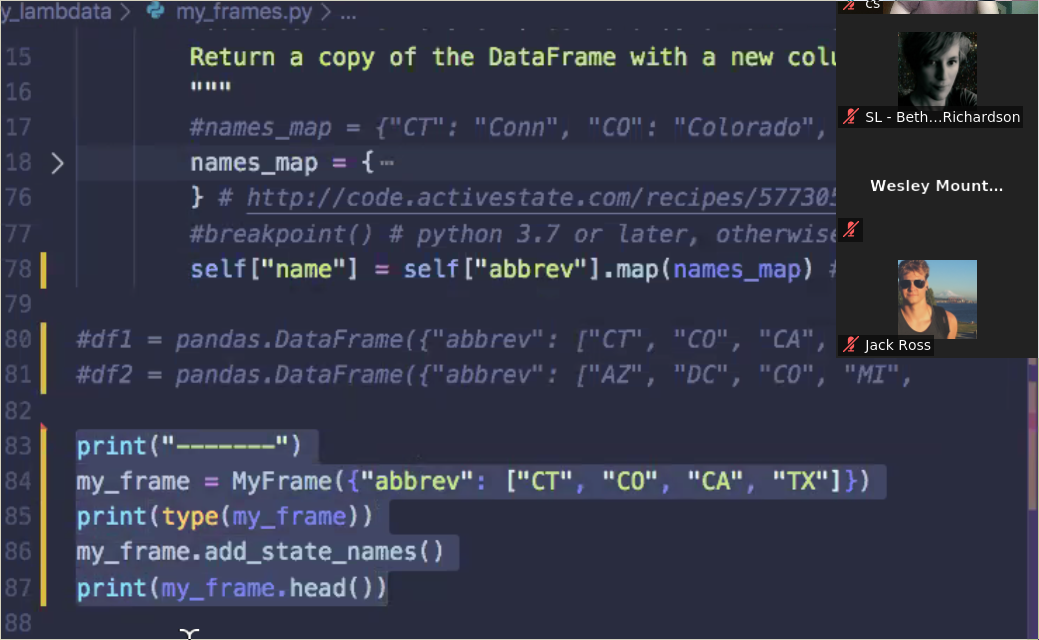 y_lambdata > my_frames.py > ...
15 Return a copy of the DataFrame with a new colu
16 """
17 #names_map = {"CT": "Conn", "CO": "Colorado",
18 names_map = {⋯
76 } # http://code.activestate.com/recipes/577305
77 #breakpoint() # python 3.7 or later, otherwise
78 self["name"] = self["abbrev"].map(names_map) #
79
80 #df1 = pandas.DataFrame({"abbrev": ["CT", "CO", "CA",
81 #df2 = pandas.DataFrame({"abbrev": ["AZ", "DC", "CO", "MI",
82
83 print("-------")
84 my_frame = MyFrame({"abbrev": ["CT", "CO", "CA", "TX"]})
85 print(type(my_frame))
86 my_frame.add_state_names()
87 print(my_frame.head())
88
cs
SL - Beth...Richardson
Wesley Mount...
Jack Ross